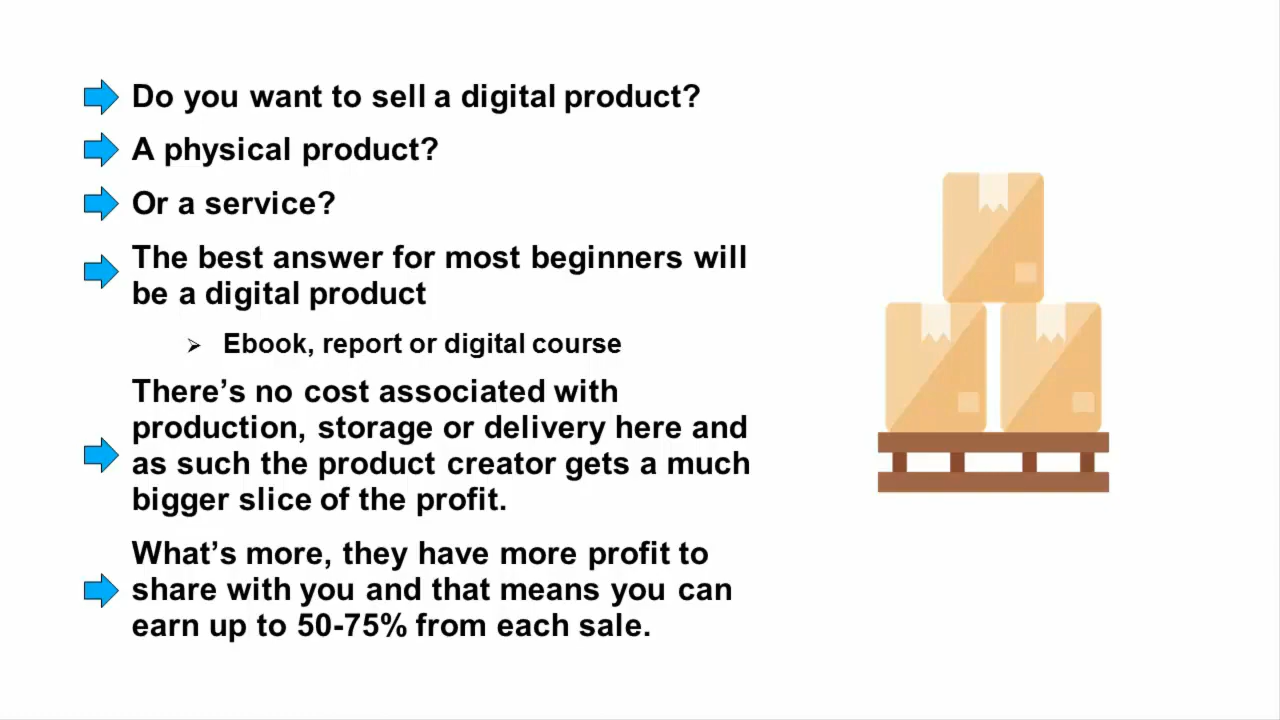 Do you want to sell a digital product?
A physical product?
Or a service?
The best answer for most beginners will
be a digital product
Ebook, report or digital course
There’s no cost associated with
production, storage or delivery here and
as such the product creator gets a much
bigger slice of the profit.
What’s more, they have more profit to
share with you and that means you can
earn up to 50-75% from each sale.